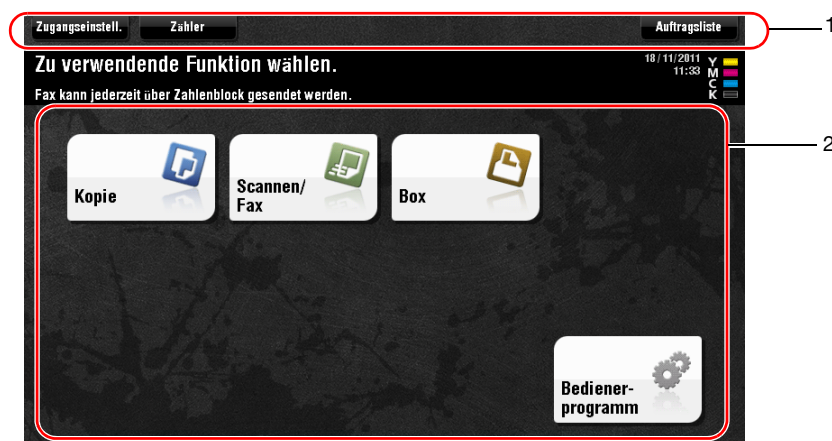 Zugangseinstell. Zähler Auftragsliste 1
Zu verwendende Funktion wählen.
18/11/2011
11:33
Fax kann jederzeit über Zahlenblock gesendet werden.
Y
M
C
K
2
Kopie
Scannen/
Fax
Box
Bediener-
programm